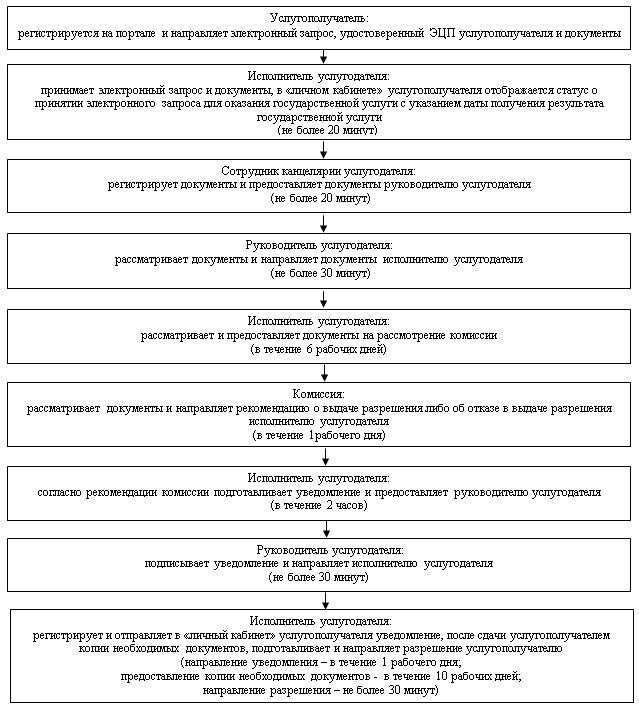 Услугополучатель:
регистрируется на портале и направляет электронный запрос, удостоверенный ЭЦП услугополучателя и документы
Исполнитель услугодателя:
принимает электронный запрос и документы, в «личном кабинете» услугополучателя отображается статус о
принятии электронного запроса для оказания государственной услуги с указанием даты получения результата
государственной услуги
(не более 20 минут)
Сотрудник канцелярии услугодателя:
регистрирует документы и предоставляет документы руководителю услугодателя
(не более 20 минут)
Руководитель услугодателя:
рассматривает документы и направляет документы исполнителю услугодателя
(не более 30 минут)
Исполнитель услугодателя:
рассматривает и предоставляет документы на рассмотрение комиссии
(в течение 6 рабочих дней)
Комиссия:
рассматривает документы и направляет рекомендацию о выдаче разрешения либо об отказе в выдаче разрешения
исполнителю услугодателя
(в течение 1рабочего дня)
Исполнитель услугодателя:
согласно рекомендации комиссии подготавливает уведомление и предоставляет руководителю услугодателя
(в течение 2 часов)
Руководитель услугодателя:
подписывает уведомление и направляет исполнителю услугодателя
(не более 30 минут)
Исполнитель услугодателя:
регистрирует и отправляет в «личный кабинет» услугополучателя уведомление, после сдачи услугополучателем
копии необходимых документов, подготавливает и направляет разрешение услугополучателю
(направление уведомления – в течение 1 рабочего дня;
предоставление копии необходимых документов - в течение 10 рабочих дней;
направление разрешения – не более 30 минут)